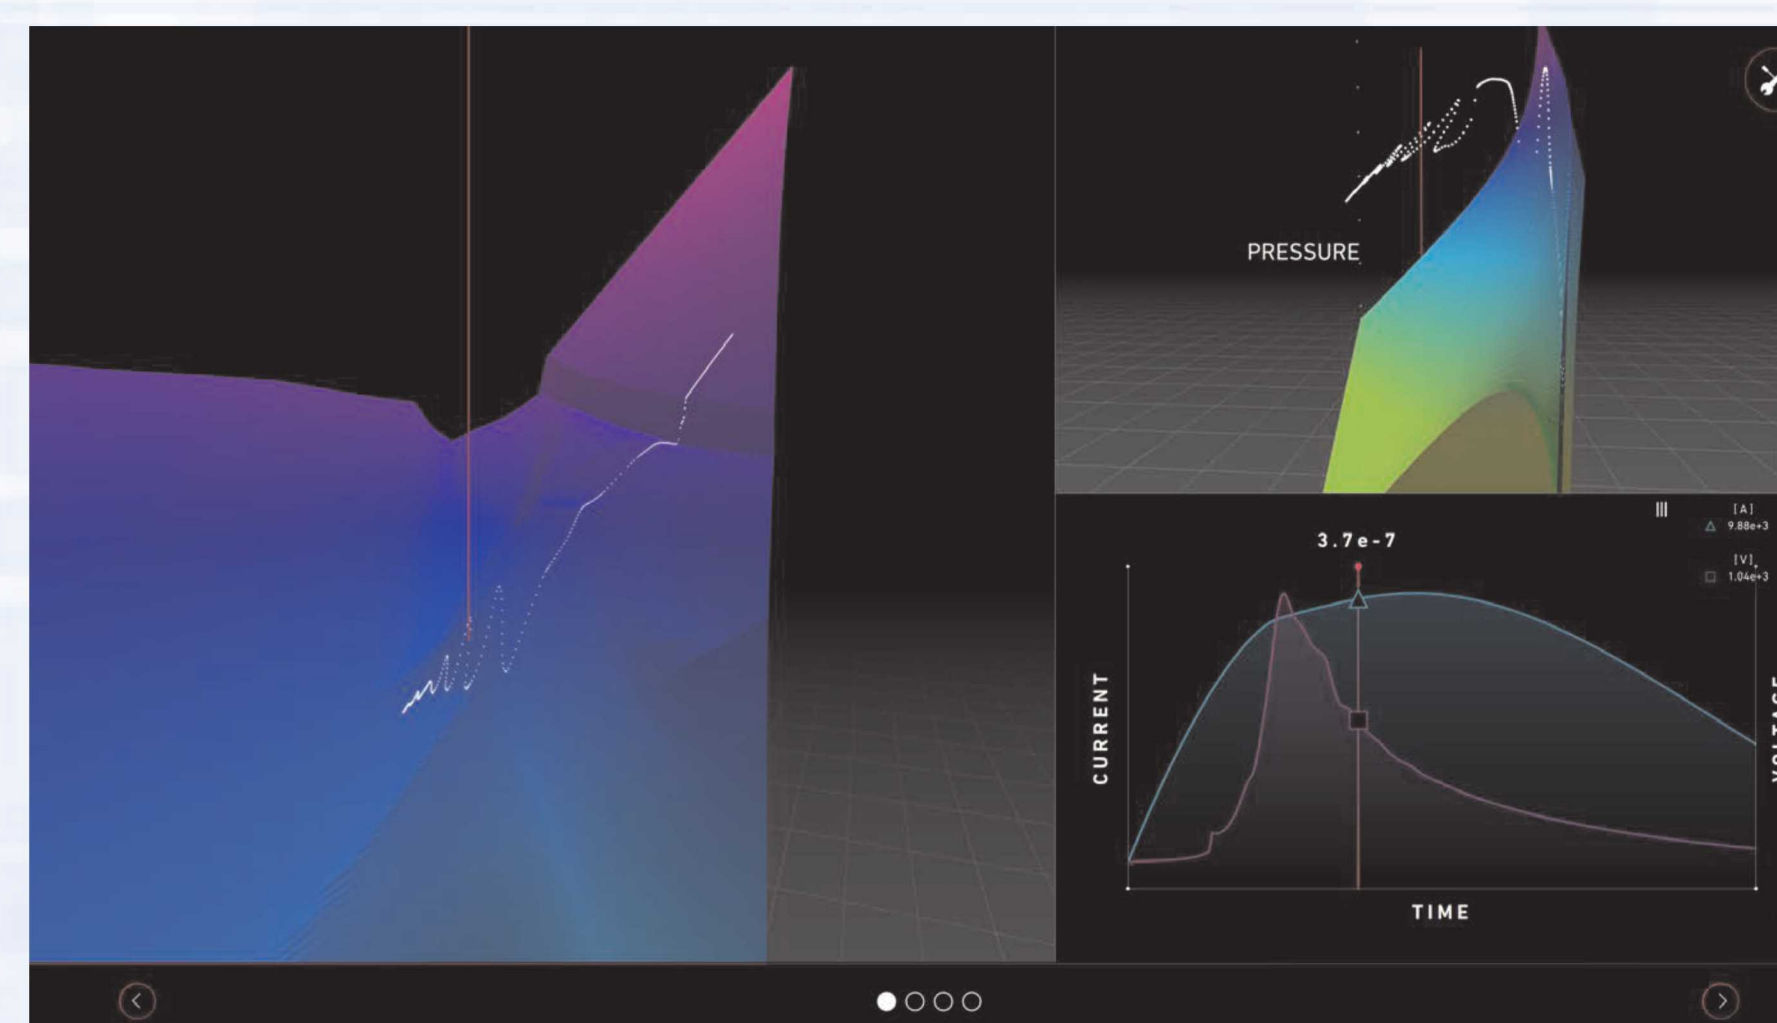 PRESSURE
[A]
9.88e+3
3.7e-7
[V]
1.04e+3
CURRENT
TIME